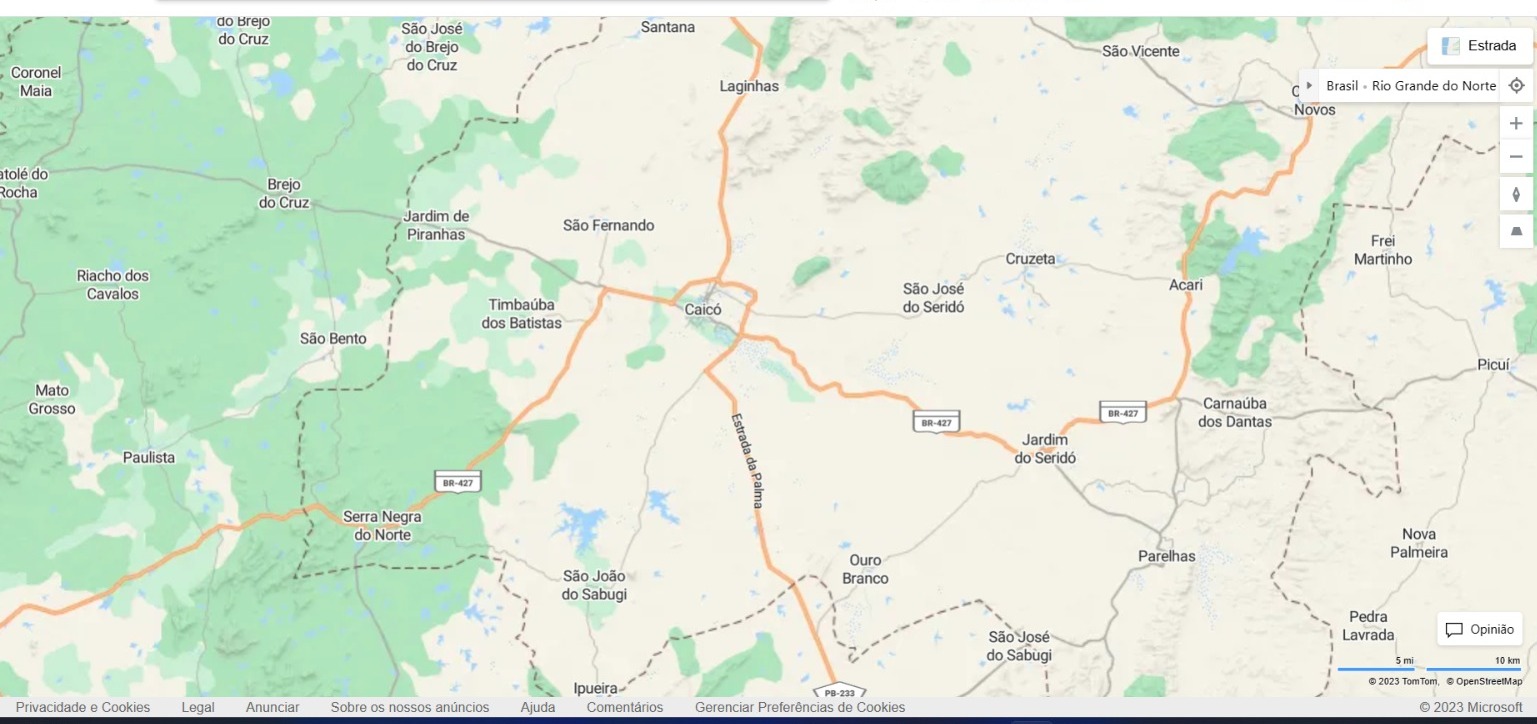 do Brejo
do Cruz
São José
do Brejo
do Cruz
Santana
São Vicente
Estrada
Coronel
Maia
Laginhas
Brasil • Rio Grande do Norte
Novos
atolé do
Rocha
Brejo
do Cruz
Jardim de
Piranhas
São Fernando
Frei
Martinho
Cruzeta
Riacho dos
Cavalos
Timbaúba
dos Batistas
Caicó
São José
do Seridó
Acari
São Bento
Picuí
Mato
Grosso
Carnaúba
dos Dantas
BR-427
BR-427
Jardim
do Seridó
Paulista
Estrada da Palma
BR-427
Serra Negra
do Norte
Nova
Palmeira
Ouro
Branco
Parelhas
São João
do Sabugi
Pedra
Lavrada
Opinião
São José
do Sabugi
5 mi
10 km
Ipueira
PB-233
© 2023 TomTom, © OpenStreetMap
Privacidade e Cookies
Legal
Anunciar
Sobre os nossos anúncios
Ajuda
Comentários
Gerenciar Preferências de Cookies
© 2023 Microsoft